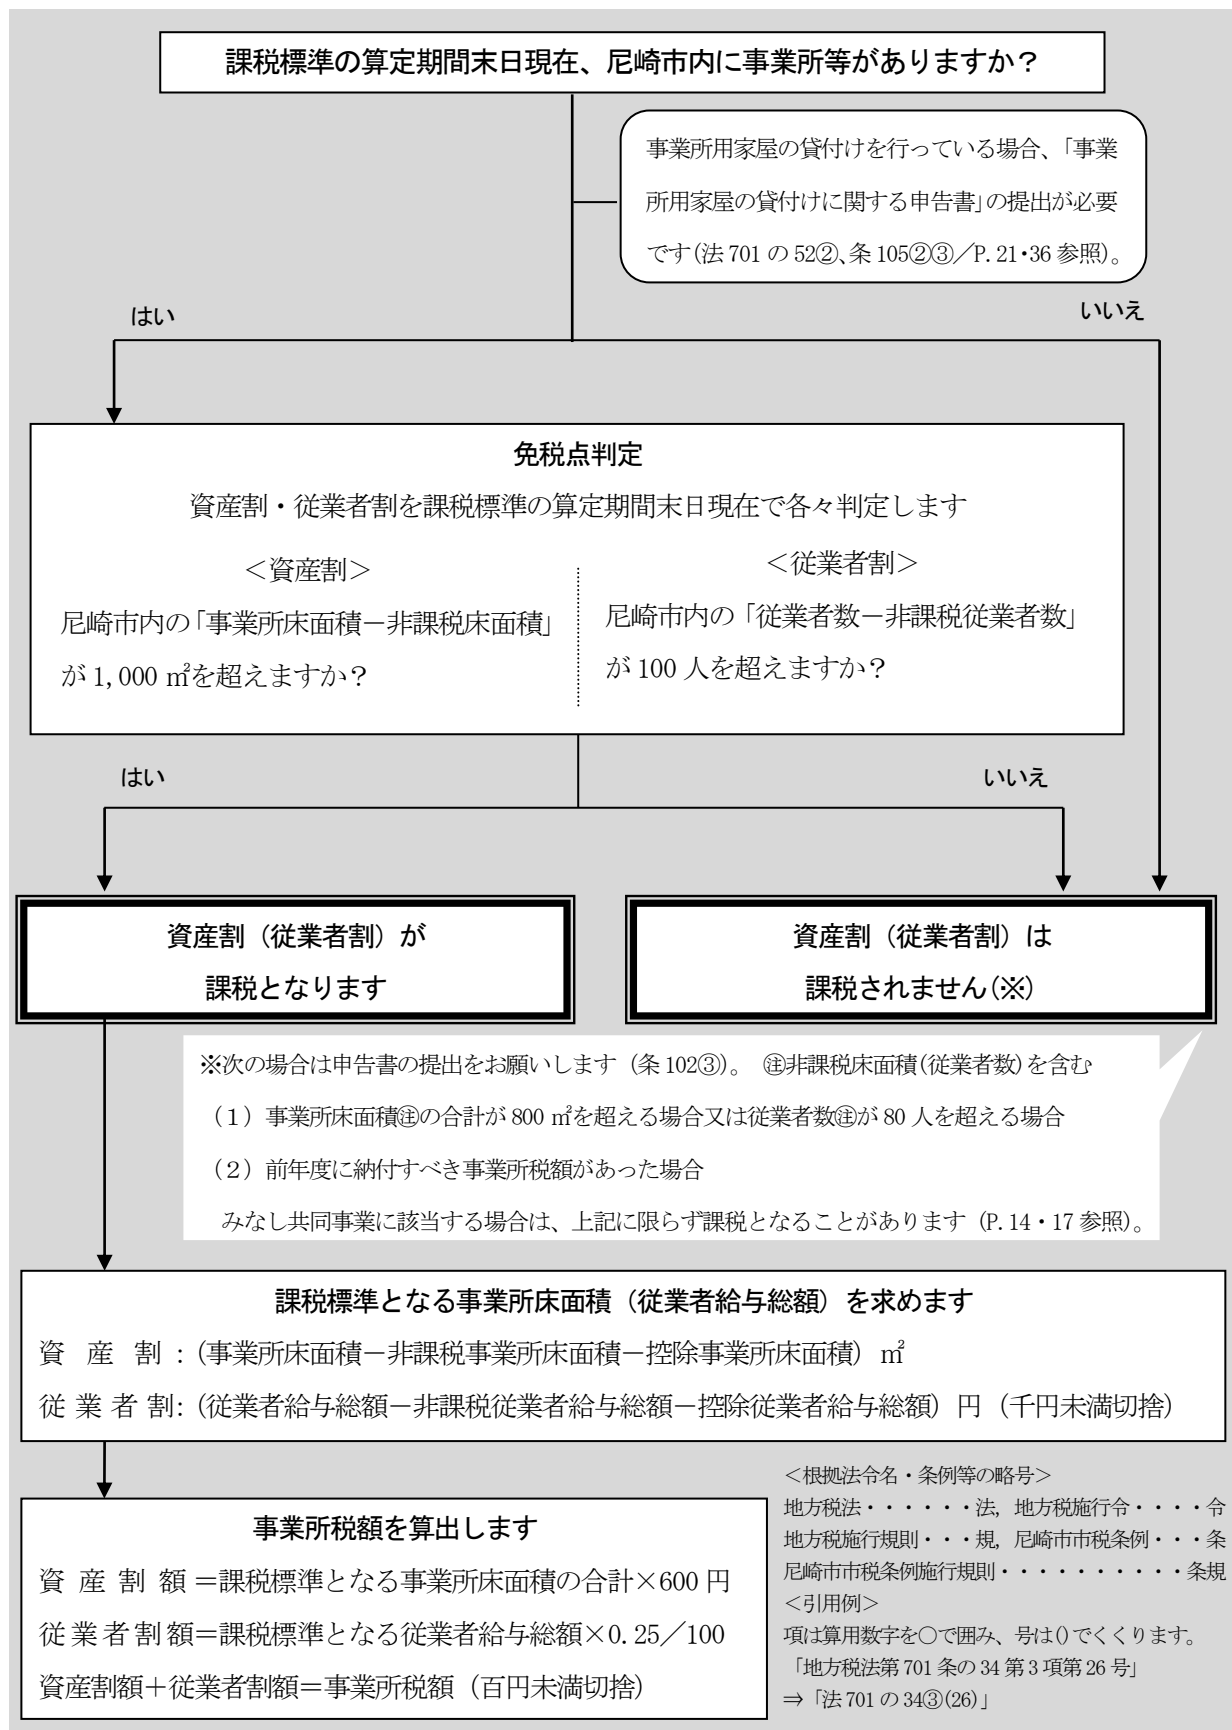 課税標準の算定期間末日現在、尼崎市内に事業所等がありますか？
事業所用家屋の貸付けを行っている場合、「事業
所用家屋の貸付けに関する申告書」の提出が必要
です(法 701 の 52②、条 105②③／P. 21・36 参照)。
はい
いいえ
免税点判定
資産割・従業者割を課税標準の算定期間末日現在で各々判定します
＜資産割＞
尼崎市内の「事業所床面積－非課税床面積」
が 1,000 ㎡を超えますか？
＜従業者割＞
尼崎市内の「従業者数－非課税従業者数」
が 100 人を超えますか？
はい
いいえ
資産割（従業者割）が
課税となります
資産割（従業者割）は
課税されません(※)
※次の場合は申告書の提出をお願いします（条 102③）。 ㊟非課税床面積(従業者数)を含む
（１）事業所床面積㊟の合計が 800 ㎡を超える場合又は従業者数㊟が 80 人を超える場合
（２）前年度に納付すべき事業所税額があった場合
みなし共同事業に該当する場合は、上記に限らず課税となることがあります（P. 14・17 参照）。
課税標準となる事業所床面積（従業者給与総額）を求めます
資 産 割：(事業所床面積－非課税事業所床面積－控除事業所床面積）㎡
従 業 者 割：(従業者給与総額－非課税従業者給与総額－控除従業者給与総額）円（千円未満切捨）
事業所税額を算出します
資 産 割 額＝課税標準となる事業所床面積の合計×600 円
従 業 者 割 額＝課税標準となる従業者給与総額×0.25／100
資産割額＋従業者割額＝事業所税額（百円未満切捨）
＜根拠法令名・条例等の略号＞
地方税法・・・・・・法, 地方税施行令・・・・令
地方税施行規則・・・規, 尼崎市市税条例・・・条
尼崎市市税条例施行規則・・・・・・・・・・条規
＜引用例＞
項は算用数字を○で囲み、号は()でくくります。
「地方税法第 701 条の 34 第 3 項第 26 号」
⇒「法 701 の 34③(26)」